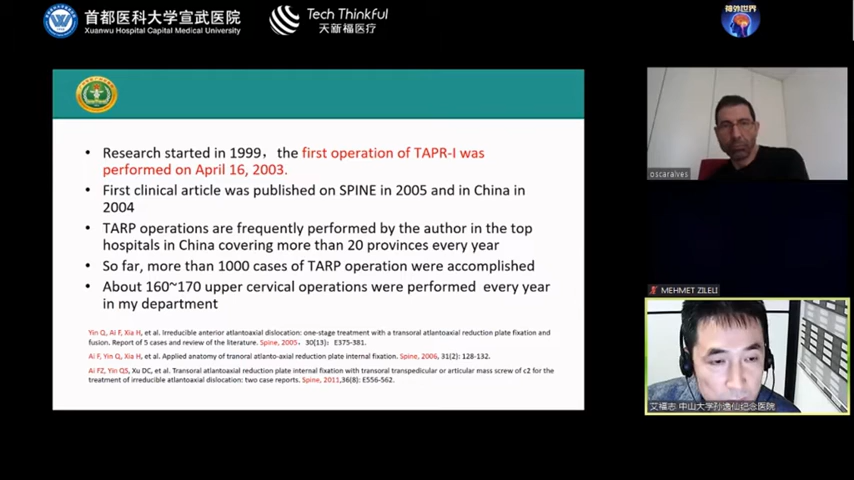 首都医科大学宣武医院
Xuanwu Hospital Capital Medical University
Tech Thinkful
天新福医疗
Research started in 1999，the first operation of TAPR-I was
performed on April 16, 2003.
First clinical article was published on SPINE in 2005 and in China in
2004
TARP operations are frequently performed by the author in the top
hospitals in China covering more than 20 provinces every year
So far, more than 1000 cases of TARP operation were accomplished
About 160~170 upper cervical operations were performed every year
in my department
Yin Q, Ai F, Xia H, et al. Irreducible anterior atlantoaxial dislocation: one-stage treatment with a transoral atlantoaxial reduction plate fixation and
fusion. Report of 5 cases and review of the literature. Spine, 2005，30(13)： E375-381.
Ai F, Yin Q, Xia H, et al. Applied anatomy of tranoral atlanto-axial reduction plate internal fixation. Spine, 2006, 31(2): 128-132.
Ai FZ, Yin QS, Xu DC, et al. Transoral atlantoaxial reduction plate internal fixation with transoral transpedicular or articular mass screw of c2 for the
treatment of irreducible atlantoaxial dislocation: two case reports. Spine, 2011,36(8): E556-562.
oscaralves
MEHMET ZILELI
艾福志 中山大学孙逸仙纪念医院